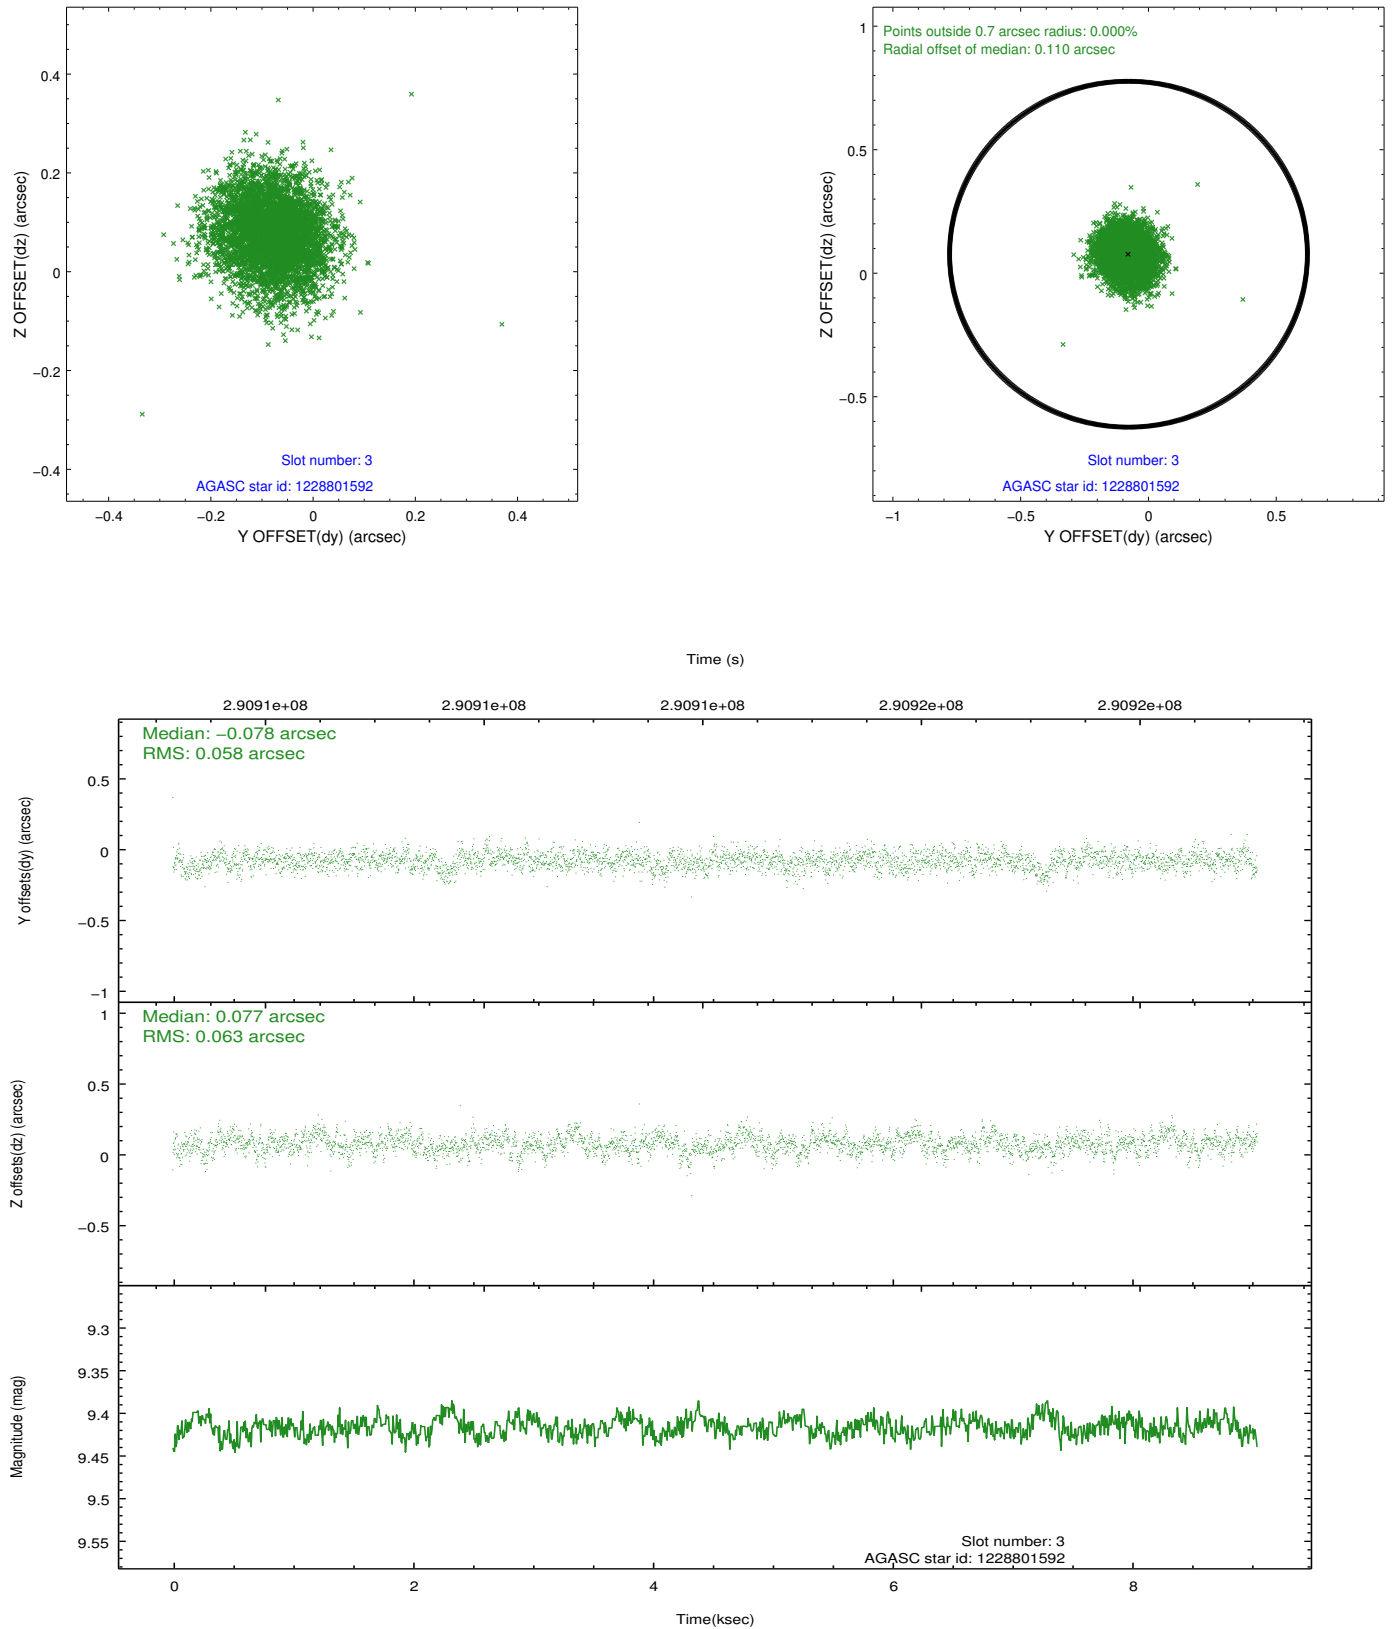 0.4
0.2
0
−0.2
−0.4
Z OFFSET(dz) (arcsec)
Slot number: 3
AGASC star id: 1228801592
−0.4 −0.2 0 0.2 0.4
Y OFFSET(dy) (arcsec)
Points outside 0.7 arcsec radius: 0.000%
Radial offset of median: 0.110 arcsec
1
0.5
0
−0.5
Z OFFSET(dz) (arcsec)
Slot number: 3
AGASC star id: 1228801592
−1 −0.5 0 0.5
Y OFFSET(dy) (arcsec)
Time (s)
2.9091e+08 2.9091e+08 2.9091e+08 2.9092e+08 2.9092e+08
Median: −0.078 arcsec
RMS: 0.058 arcsec
0.5
0
−0.5
−1
Y offsets(dy) (arcsec)
Median: 0.077 arcsec
RMS: 0.063 arcsec
1
0.5
0
−0.5
Z offsets(dz) (arcsec)
9.3
9.35
9.4
9.45
9.5
9.55
Magnitude (mag)
Slot number: 3
AGASC star id: 1228801592
0 2 4 6 8
Time(ksec)